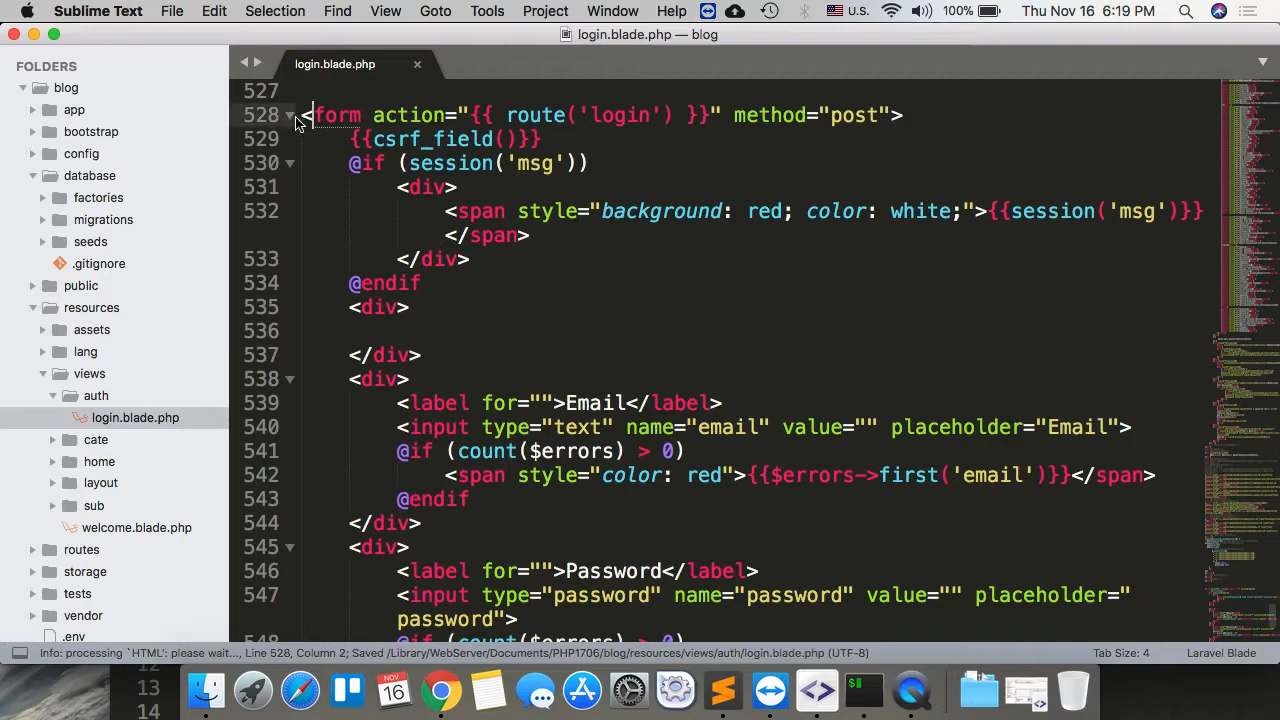 Sublime Text File Edit Selection Find View Goto Tools Project Window Help U.S. 100% Thu Nov 16 6:19 PM
login.blade.php — blog
FOLDERS
blog
app
bootstrap
config
database
factories
migrations
seeds
.gitignore
public
resources
assets
lang
views
auth
login.blade.php
cate
home
layout
sub
welcome.blade.php
routes
storage
tests
vendor
.env
login.blade.php
527
528 <form action="{{ route('login') }}" method="post">
529 {{csrf_field()}}
530 @if (session('msg'))
531 <div>
532 <span style="background: red; color: white;">{{session('msg')}}
</span>
533 </div>
534 @endif
535 <div>
536
537 </div>
538 <div>
539 <label for="">Email</label>
540 <input type="text" name="email" value="" placeholder="Email">
541 @if (count($errors) > 0)
542 <span style="color: red">{{$errors->first('email')}}</span>
543 @endif
544 </div>
545 <div>
546 <label for="">Password</label>
547 <input type="password" name="password" value="" placeholder="
password">
548 @if (count($errors) > 0)
Info: processing `HTML': please wait..., Line 528, Column 2; Saved /Library/WebServer/Documents/PHP1706/blog/resources/views/auth/login.blade.php (UTF-8) Tab Size: 4 Laravel Blade
12
13
14
NOV
16
$